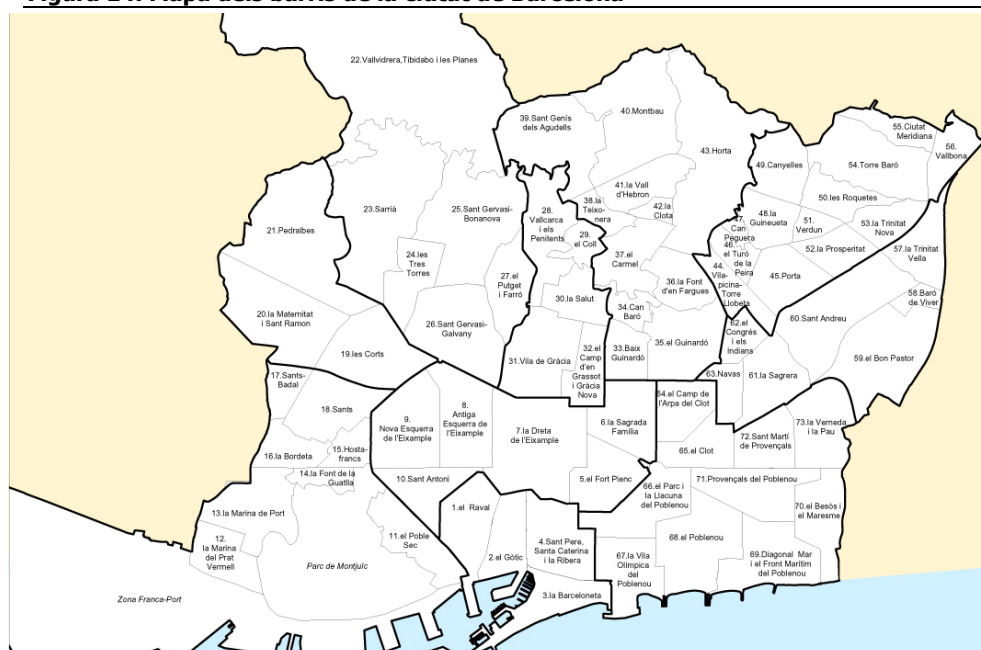 22.Vallvidrera,Tibidabo i les Planes
39.Sant Genís
dels Agudells
40.Montbau
43.Horta
55.Ciutat
Meridiana
56.
Vallbona
49.Canyelles
54.Torre Baró
41.la Vall
d'Hebron
38.la
Teixo-
nera
42.la
Clota
50.les Roquetes
23.Sarrià
25.Sant Gervasi-
Bonanova
28.
Vallcarca
i els
Penitents
29.
el Coll
47.
Can
Peguera
48.la
Guineueta
51.
Verdun
53.la Trinitat
Nova
21.Pedralbes
24.les
Tres
Torres
37.el
Carmel
46.
el Turó
de la
Peira
52.la Prosperitat
57.la Trinitat
Vella
27.el
Putget
i Farró
44.
Vila-
picina-
Torre
Llobeta
45.Porta
36.la Font
d'en Fargues
58.Baró
de Viver
30.la Salut
34.Can
Baró
20.la Maternitat
i Sant Ramon
26.Sant Gervasi-
Galvany
60.Sant Andreu
62.el
Congrés
i els
Indians
19.les Corts
31.Vila de Gràcia
32.el
Camp
d'en
Grassot
i Gràcia
Nova
33.Baix
Guinardó
35.el Guinardó
59.el Bon Pastor
17.Sants-
Badal
63.Navas
61.la Sagrera
18.Sants
9.
Nova Esquerra
de l'Eixample
8.
Antiga
Esquerra de
l'Eixample
7.la Dreta
de l'Eixample
6.la Sagrada
Família
64.el Camp de
l'Arpa del Clot
65.el Clot
72.Sant Martí
de Provençals
73.la Verneda
i la Pau
16.la Bordeta
15.Hosta-
francs
14.la Font de la
Guatlla
10.Sant Antoni
5.el Fort Pienc
66.el Parc i
la Llacuna
del Poblenou
71.Provençals del Poblenou
13.la Marina de Port
1.el Raval
70.el Besòs i
el Maresme
12.
la Marina
del Prat
Vermell
11.el Poble
Sec
4.Sant Pere,
Santa Caterina
i la Ribera
68.el Poblenou
2.el Gòtic
67.la Vila
Olímpica
del
Poblenou
69.Diagonal Mar
i el Front Marítim
del Poblenou
Parc de Montjuïc
3.la Barceloneta
Zona Franca-Port